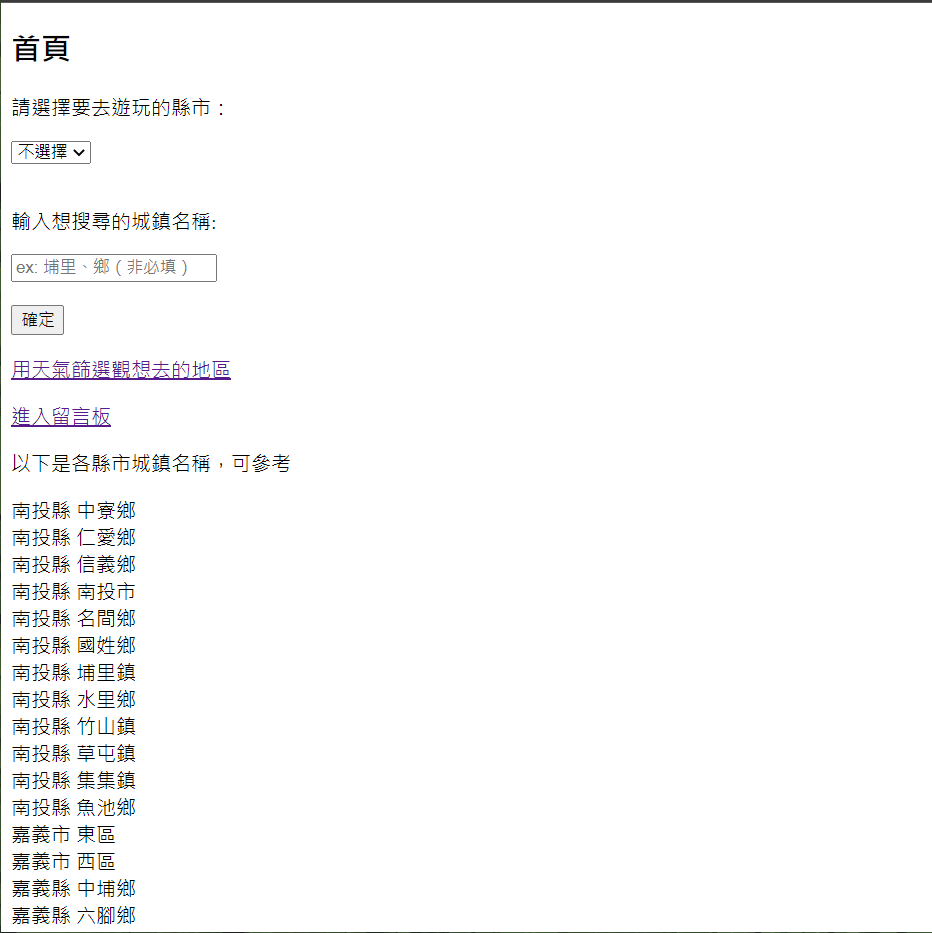 首頁
請選擇要去遊玩的縣市：
不選擇
輸入想搜尋的城鎮名稱:
ex: 埔里、鄉（非必填）
確定
用天氣篩選觀想去的地區
進入留言板
以下是各縣市城鎮名稱，可參考
南投縣 中寮鄉
南投縣 仁愛鄉
南投縣 信義鄉
南投縣 南投市
南投縣 名間鄉
南投縣 國姓鄉
南投縣 埔里鎮
南投縣 水里鄉
南投縣 竹山鎮
南投縣 草屯鎮
南投縣 集集鎮
南投縣 魚池鄉
嘉義市 東區
嘉義市 西區
嘉義縣 中埔鄉
嘉義縣 六腳鄉